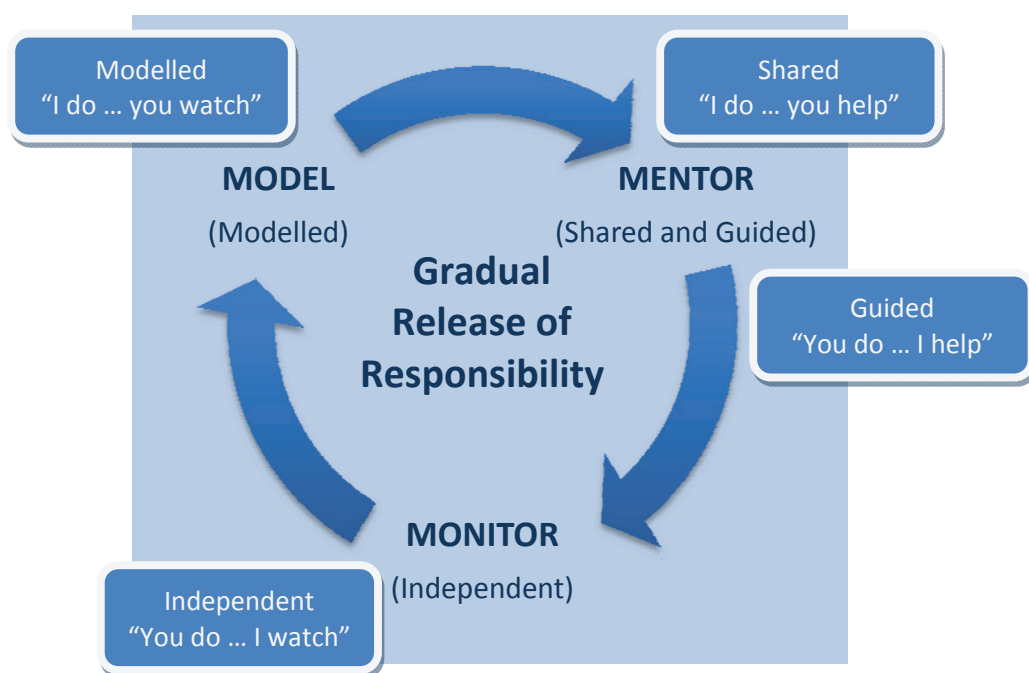 Modelled
“I do … you watch”
Shared
“I do … you help”
MODEL
(Modelled)
MENTOR
(Shared and Guided)
Gradual
Release of
Responsibility
Guided
“You do … I help”
MONITOR
(Independent)
Independent
“You do … I watch”